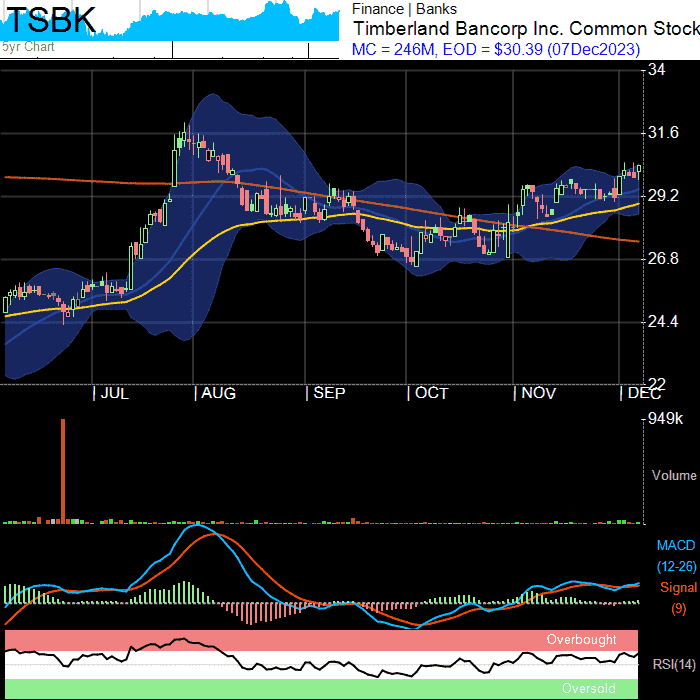 TSBK
5yr Chart
Finance | Banks
Timberland Bancorp Inc. Common Stock
MC = 246M, EOD = $30.39 (07Dec2023)
34
31.6
29.2
26.8
24.4
22
JUL
AUG
SEP
OCT
NOV
DEC
949k
Volume
MACD
(12-26)
Signal
(9)
Overbought
RSI(14)
Oversold